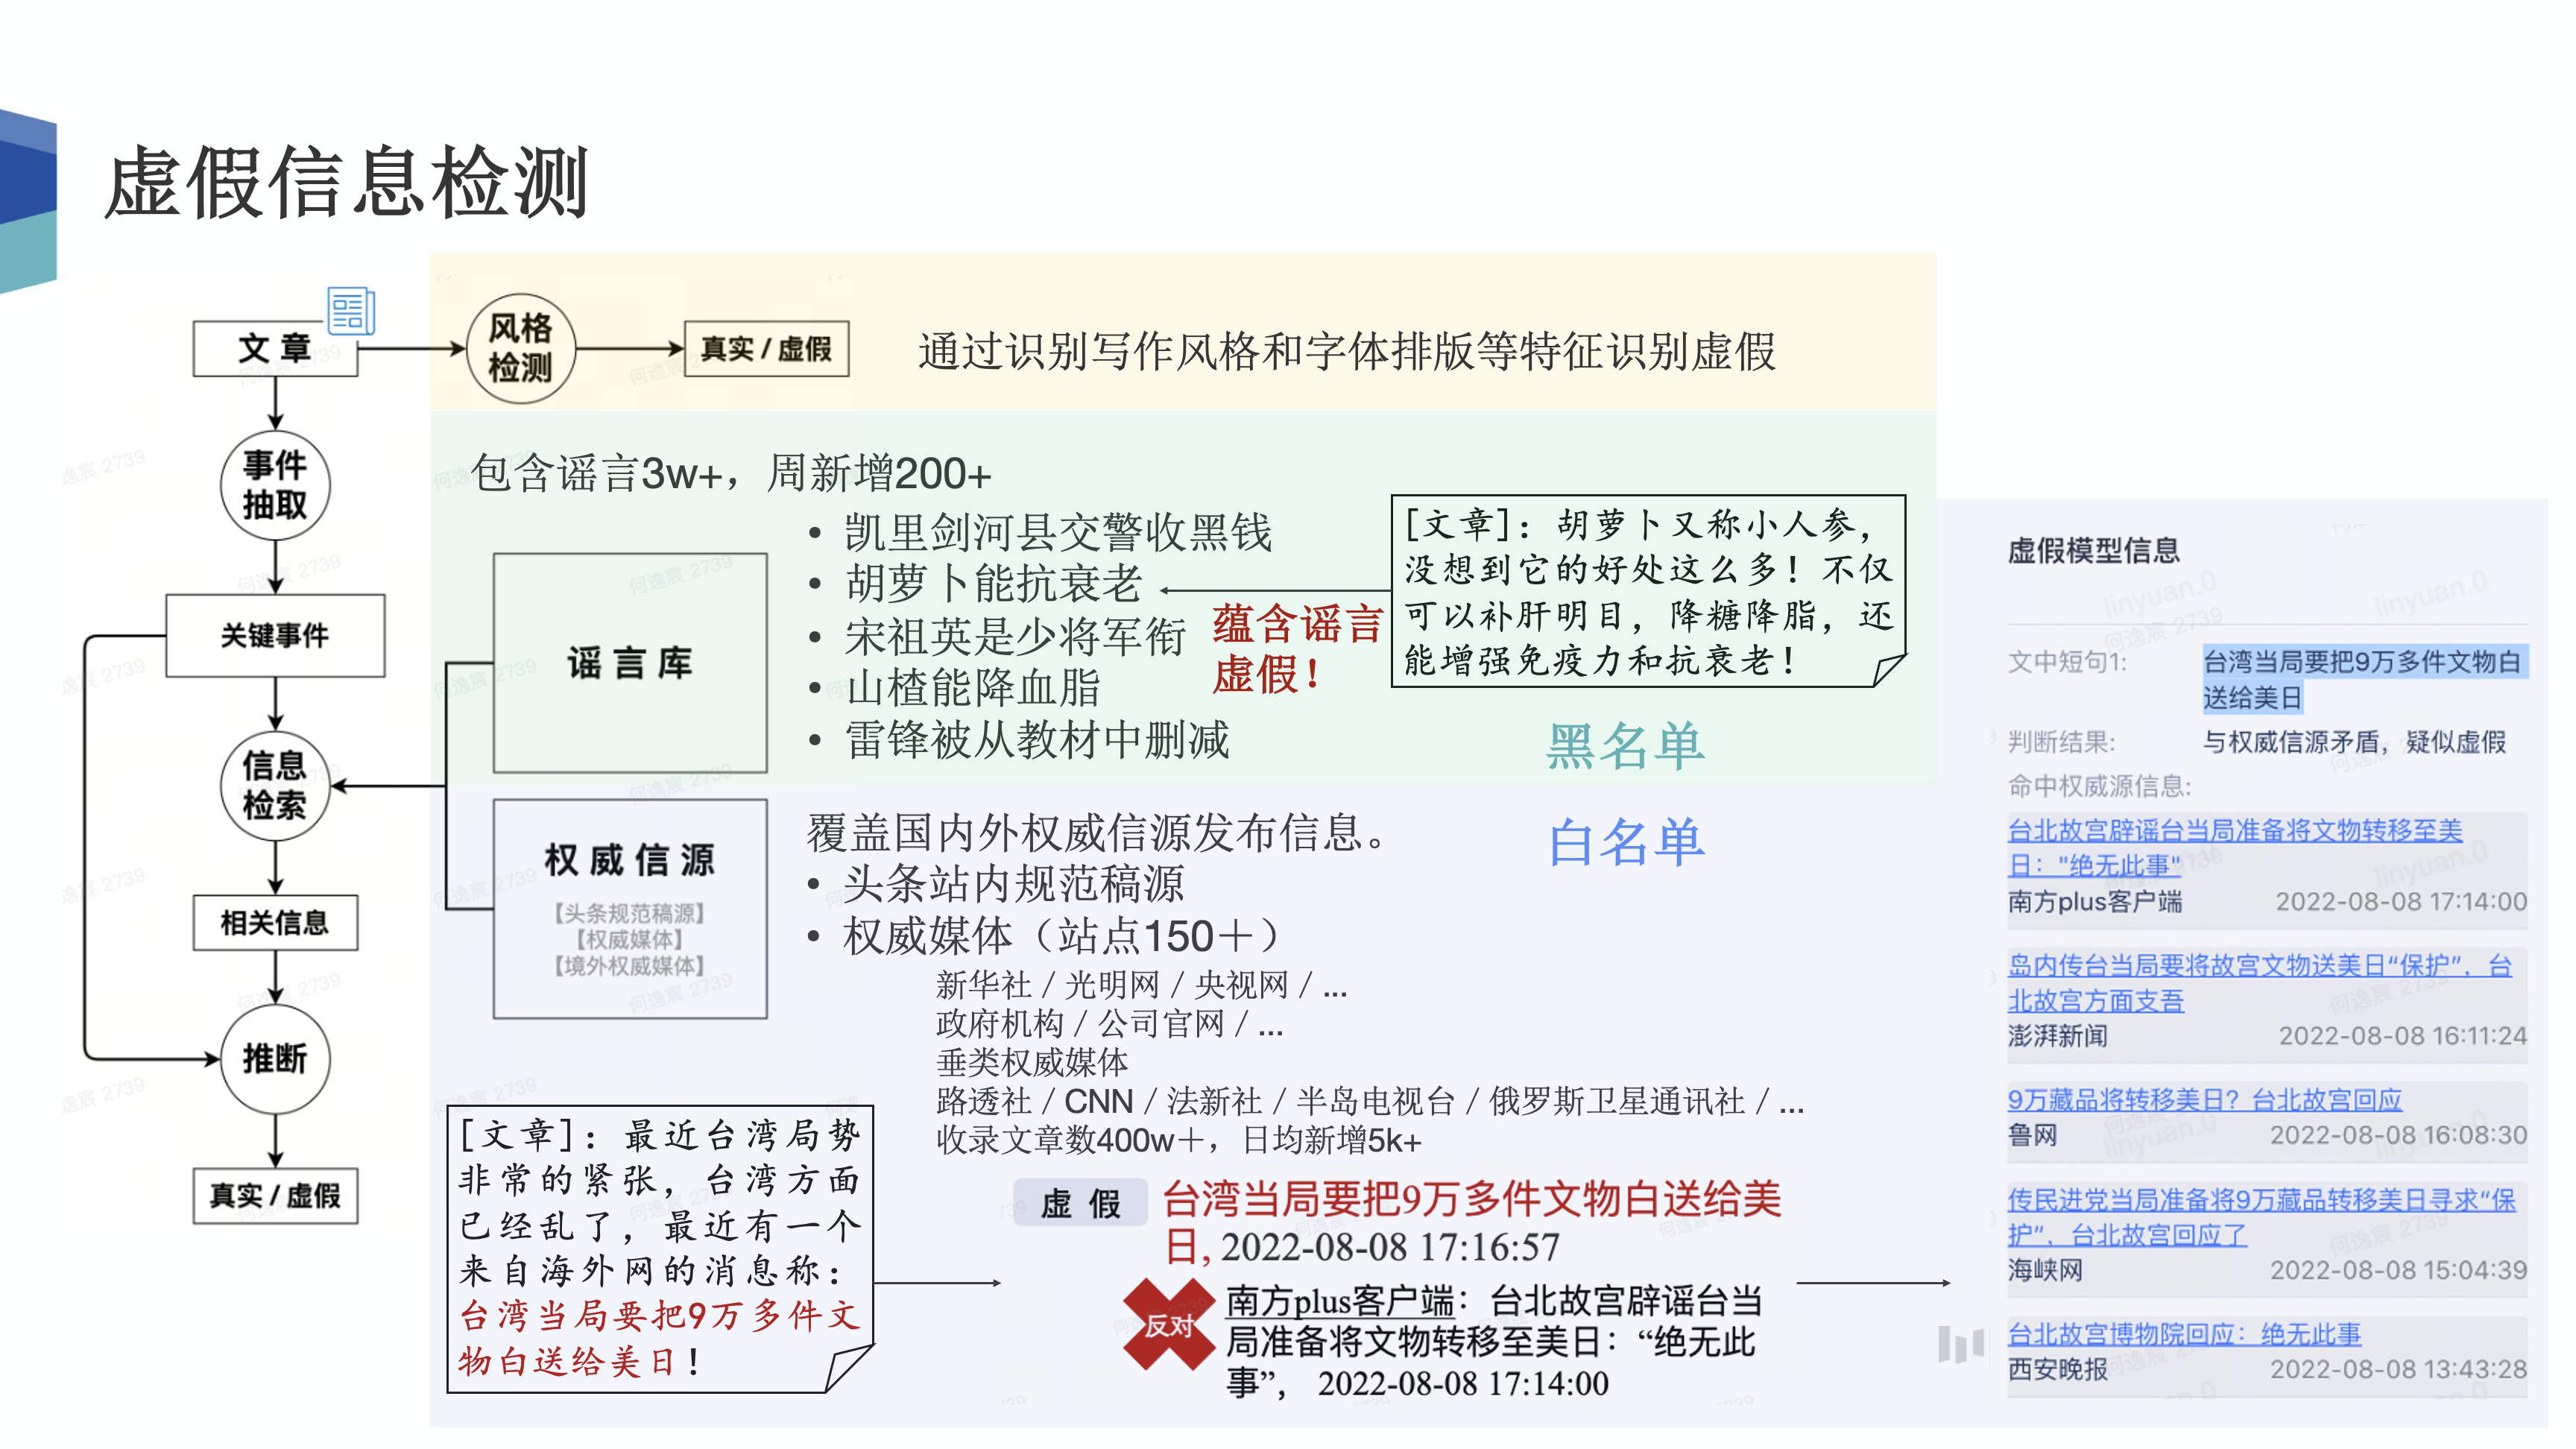 虚假信息检测
文 章
风格
检测
真实 / 虚假
通过识别写作风格和字体排版等特征识别虚假
事件
抽取
关键事件
信息
检索
相关信息
推断
真实 / 虚假
包含谣言3w+，周新增200+
谣 言 库
• 凯里剑河县交警收黑钱
• 胡萝卜能抗衰老
• 宋祖英是少将军衔
• 山楂能降血脂
• 雷锋被从教材中删减
蕴含谣言
虚假！
[文章]：胡萝卜又称小人参，
没想到它的好处这么多！不仅
可以补肝明目，降糖降脂，还
能增强免疫力和抗衰老！
黑名单
白名单
权 威 信 源
【头条规范稿源】
【权威媒体】
【境外权威媒体】
覆盖国内外权威信源发布信息。
• 头条站内规范稿源
• 权威媒体（站点150＋）
新华社 / 光明网 / 央视网 / ...
政府机构 / 公司官网 / ...
垂类权威媒体
路透社 / CNN / 法新社 / 半岛电视台 / 俄罗斯卫星通讯社 / ...
收录文章数400w＋，日均新增5k+
[文章]：最近台湾局势
非常的紧张，台湾方面
已经乱了，最近有一个
来自海外网的消息称：
台湾当局要把9万多件文
物白送给美日！
虚 假
台湾当局要把9万多件文物白送给美
日, 2022-08-08 17:16:57
反对
南方plus客户端：台北故宫辟谣台当
局准备将文物转移至美日：“绝无此
事”， 2022-08-08 17:14:00
虚假模型信息
文中短句1:
台湾当局要把9万多件文物白
送给美日
判断结果:
与权威信源矛盾，疑似虚假
命中权威源信息:
台北故宫辟谣台当局准备将文物转移至美
日："绝无此事"
南方plus客户端 2022-08-08 17:14:00
岛内传台当局要将故宫文物送美日“保护”，台
北故宫方面支吾
澎湃新闻 2022-08-08 16:11:24
9万藏品将转移美日？台北故宫回应
鲁网 2022-08-08 16:08:30
传民进党当局准备将9万藏品转移美日寻求“保
护”，台北故宫回应了
海峡网 2022-08-08 15:04:39
台北故宫博物院回应：绝无此事
西安晚报 2022-08-08 13:43:28
何逸宸 2739
linyuan.0